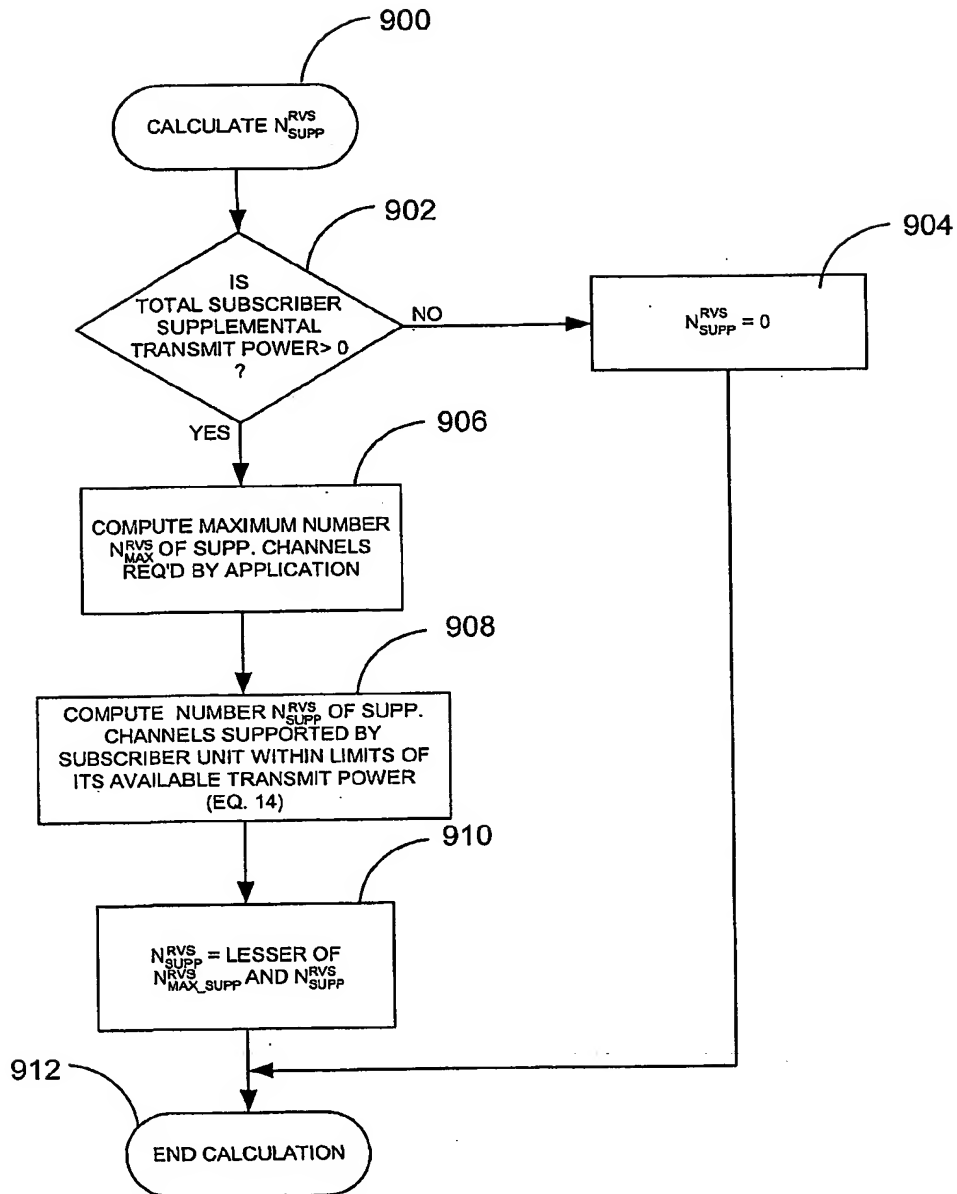 900
CALCULATE N^RVS_SUPP
902
904
IS
TOTAL SUBSCRIBER
SUPPLEMENTAL
TRANSMIT POWER> 0
?
NO
N^RVS_SUPP = 0
YES
906
COMPUTE MAXIMUM NUMBER
N^RVS_MAX OF SUPP. CHANNELS
REQ'D BY APPLICATION
908
COMPUTE NUMBER N^RVS_SUPP OF SUPP.
CHANNELS SUPPORTED BY
SUBSCRIBER UNIT WITHIN LIMITS OF
ITS AVAILABLE TRANSMIT POWER
(EQ. 14)
910
N^RVS_SUPP = LESSER OF
N^RVS_MAX_SUPP AND N^RVS_SUPP
912
END CALCULATION